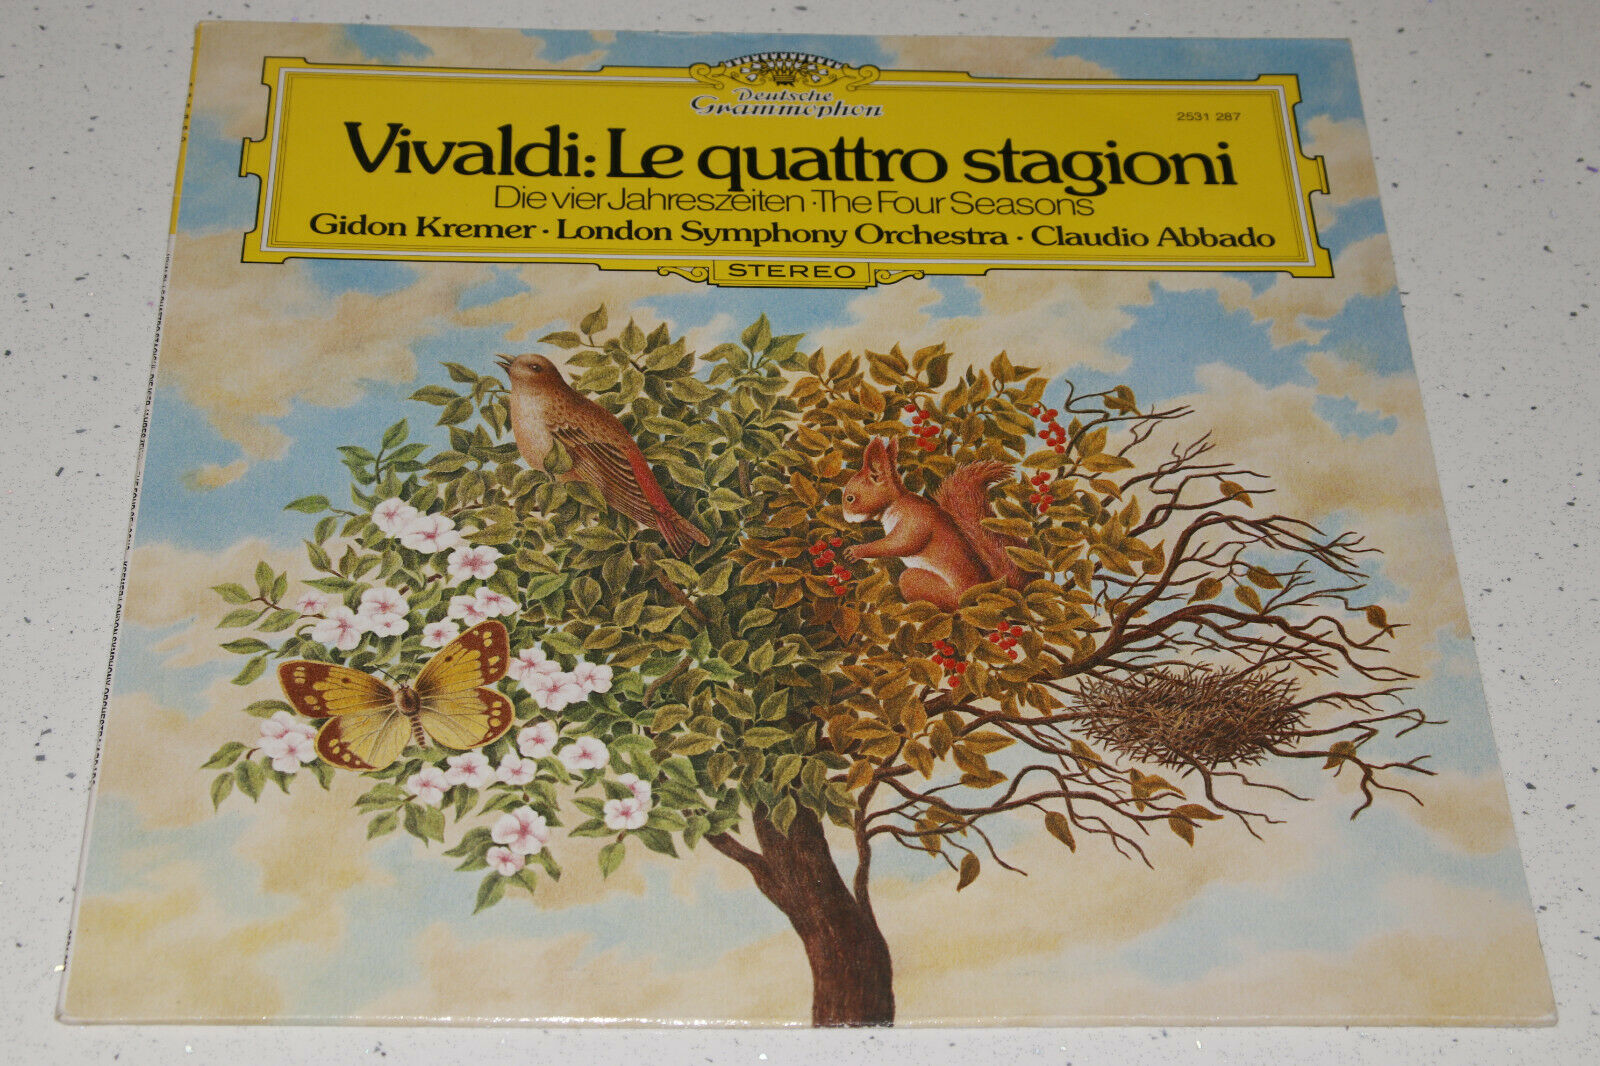 Deutsche
Grammophon
2531 287
Vivaldi: Le quattro stagioni
Die vier Jahreszeiten · The Four Seasons
Gidon Kremer · London Symphony Orchestra · Claudio Abbado
STEREO